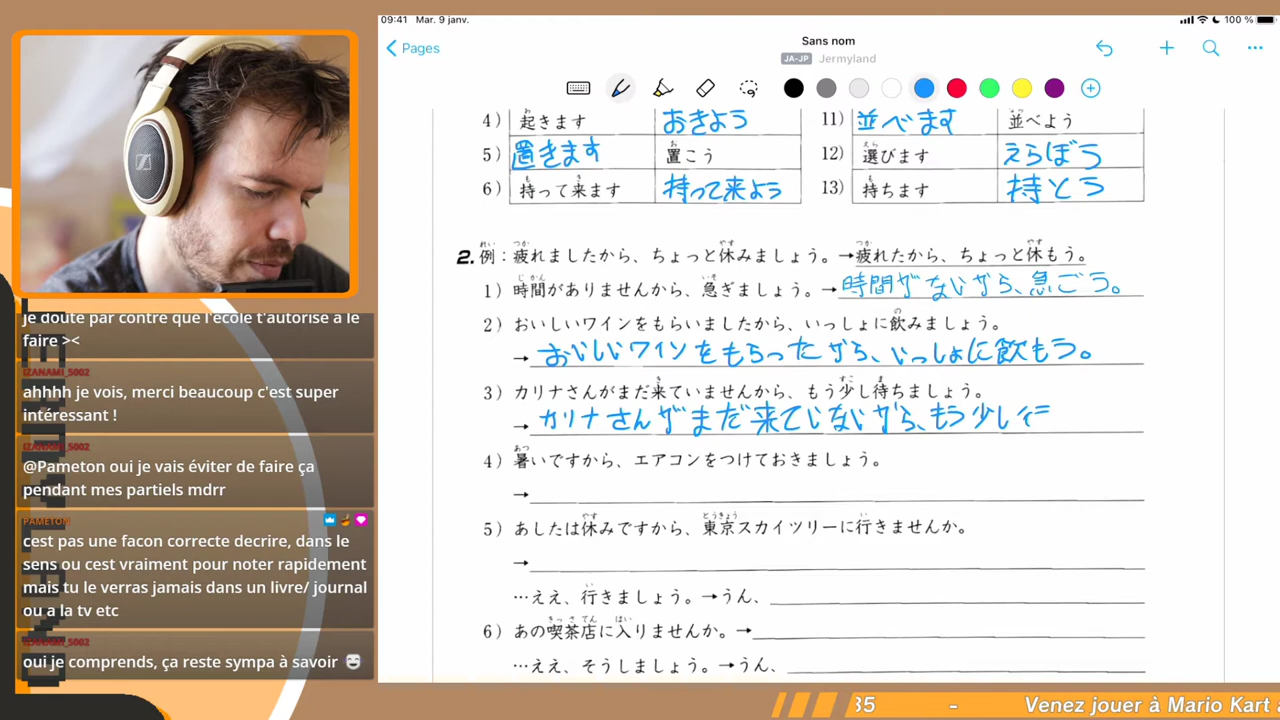 09:41 Mar. 9 janv.
100 %
Pages
Sans nom
JA-JP Jermyland
4) 起きます おきよう 11) 並べます 並べよう
5) 置きます 置こう 12) 選びます えらぼう
6) 持って来ます 持って来よう 13) 持ちます 持とう
2. 例：疲れましたから、ちょっと休みましょう。→疲れたから、ちょっと休もう。
1) 時間がありませんから、急ぎましょう。→時間がないから、急ごう。
2) おいしいワインをもらいましたから、いっしょに飲みましょう。
→おいしいワインをもらったから、いっしょに飲もう。
3) カリナさんがまだ来ていませんから、もう少し待ちましょう。
→カリナさんがまだ来ていないから、もう少し
4) 暑いですから、エアコンをつけておきましょう。
→
5) あしたは休みですから、東京スカイツリーに行きませんか。
→
…ええ、行きましょう。→うん、
6) あの喫茶店に入りませんか。→
…ええ、そうしましょう。→うん、
je doute par contre que l'école t'autorise a le
faire ><
IZANAMI_5002
ahhhh je vois, merci beaucoup c'est super
intéressant !
IZANAMI_5002
@Pameton oui je vais éviter de faire ça
pendant mes partiels mdrr
PAMETON
cest pas une facon correcte decrire, dans le
sens ou cest vraiment pour noter rapidement
mais tu le verras jamais dans un livre/ journal
ou a la tv etc
IZANAMI_5002
oui je comprends, ça reste sympa à savoir
35 - Venez jouer à Mario Kart a